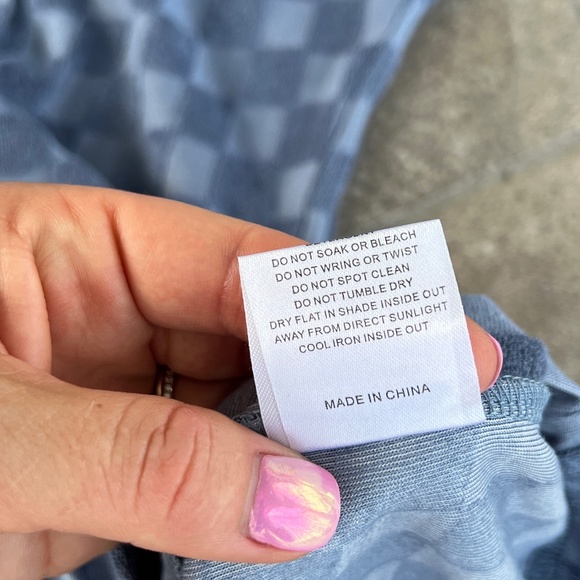 DO NOT SOAK OR BLEACH
DO NOT WRING OR TWIST
DO NOT SPOT CLEAN
DO NOT TUMBLE DRY
DRY FLAT IN SHADE INSIDE OUT
AWAY FROM DIRECT SUNLIGHT
COOL IRON INSIDE OUT
MADE IN CHINA